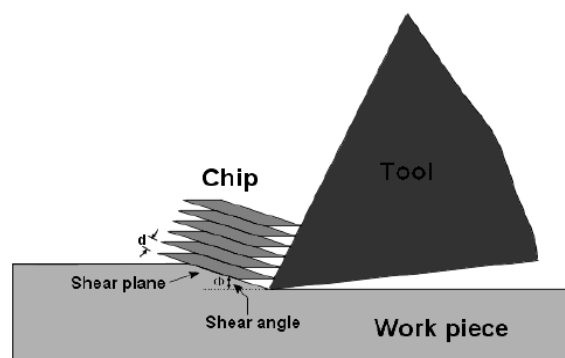 Tool
Chip
d
Shear plane
Φ
Shear angle
Work piece